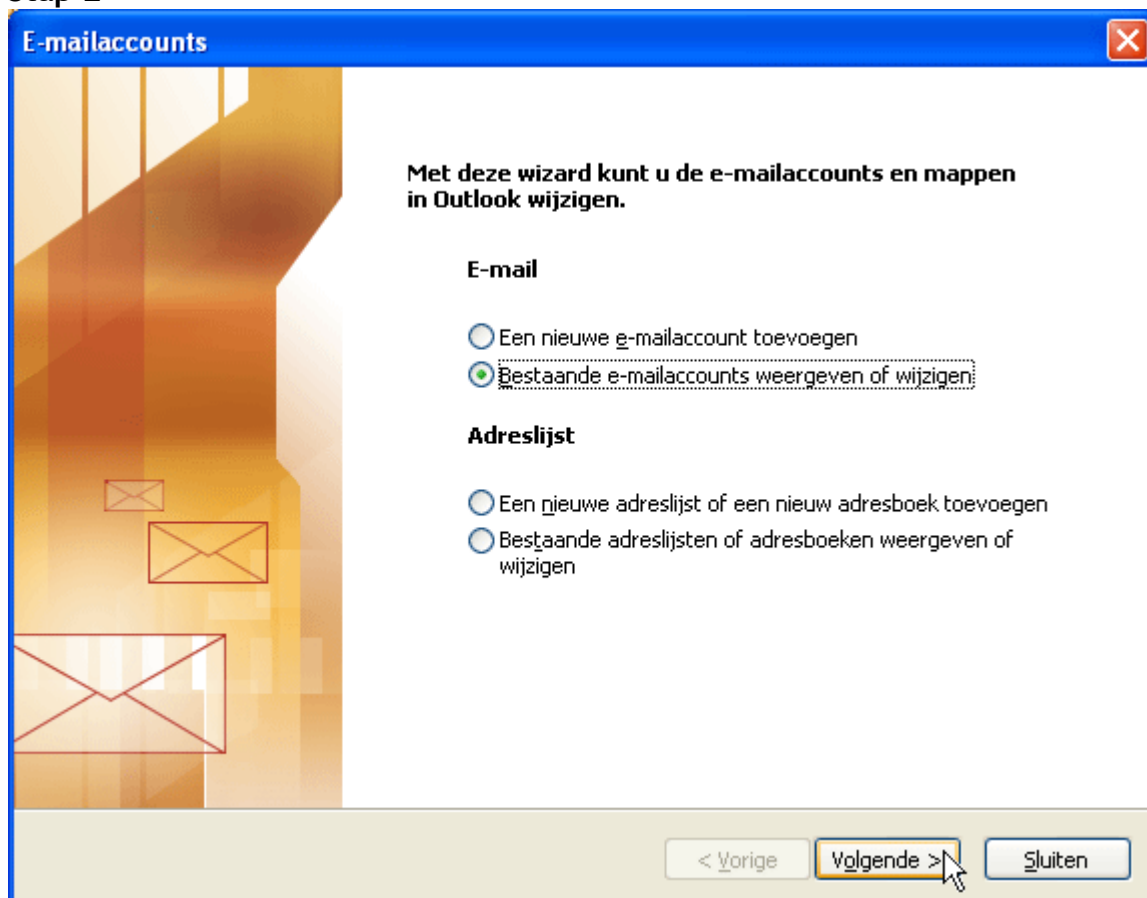 E-mailaccounts
Met deze wizard kunt u de e-mailaccounts en mappen
in Outlook wijzigen.
E-mail
Een nieuwe e-mailaccount toevoegen
Bestaande e-mailaccounts weergeven of wijzigen
Adreslijst
Een nieuwe adreslijst of een nieuw adresboek toevoegen
Bestaande adreslijsten of adresboeken weergeven of
wijzigen
< Vorige
Volgende >
Sluiten